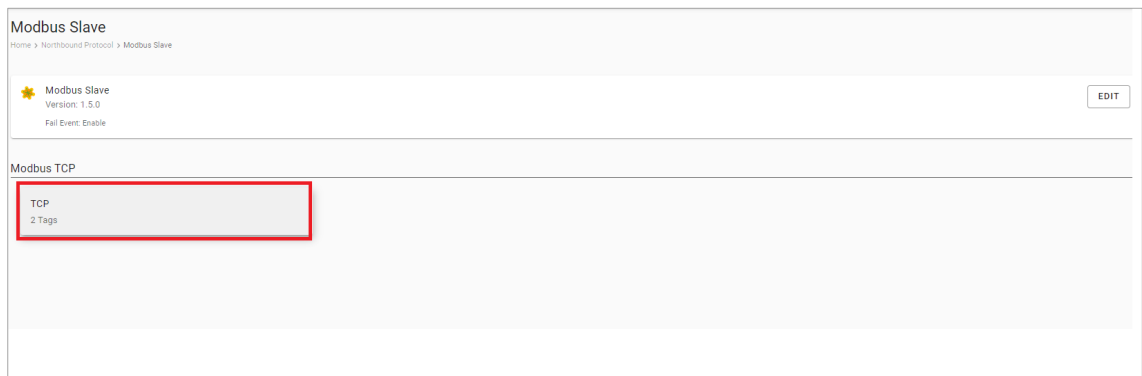 Modbus Slave
Home > Northbound Protocol > Modbus Slave
Modbus Slave
Version: 1.5.0
Fail Event: Enable
EDIT
Modbus TCP
TCP
2 Tags